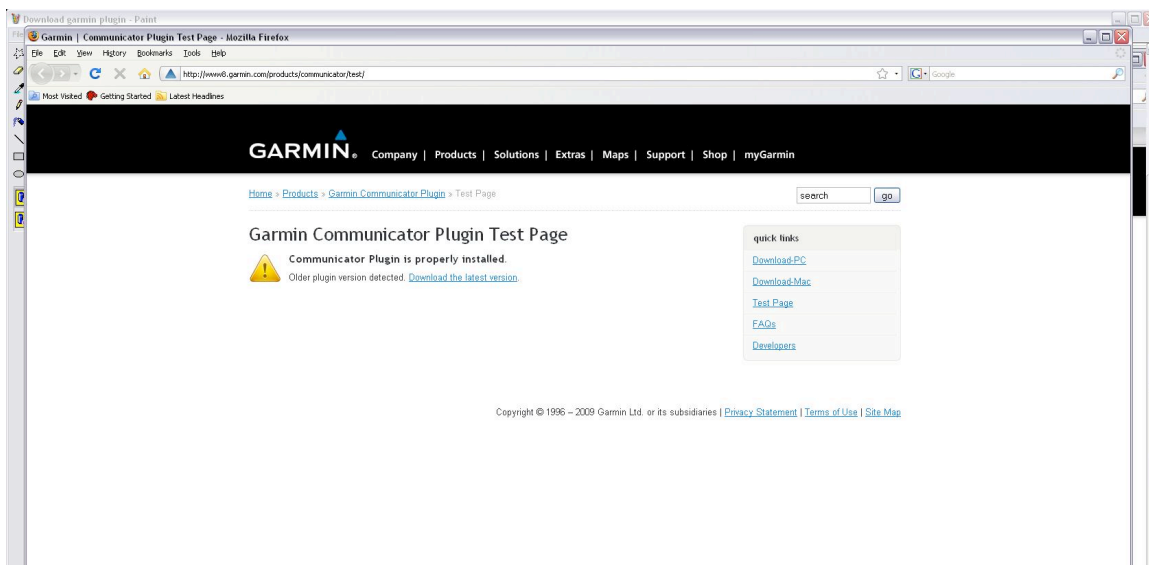 Download garmin plugin - Paint
Garmin | Communicator Plugin Test Page - Mozilla Firefox
File Edit View History Bookmarks Tools Help
http://www8.garmin.com/products/communicator/test/
Google
Most Visited Getting Started Latest Headlines
GARMIN®
Company | Products | Solutions | Extras | Maps | Support | Shop | myGarmin
Home » Products » Garmin Communicator Plugin » Test Page
search go
Garmin Communicator Plugin Test Page
Communicator Plugin is properly installed.
Older plugin version detected. Download the latest version.
quick links
Download-PC
Download-Mac
Test Page
FAQs
Developers
Copyright © 1996 – 2009 Garmin Ltd. or its subsidiaries | Privacy Statement | Terms of Use | Site Map